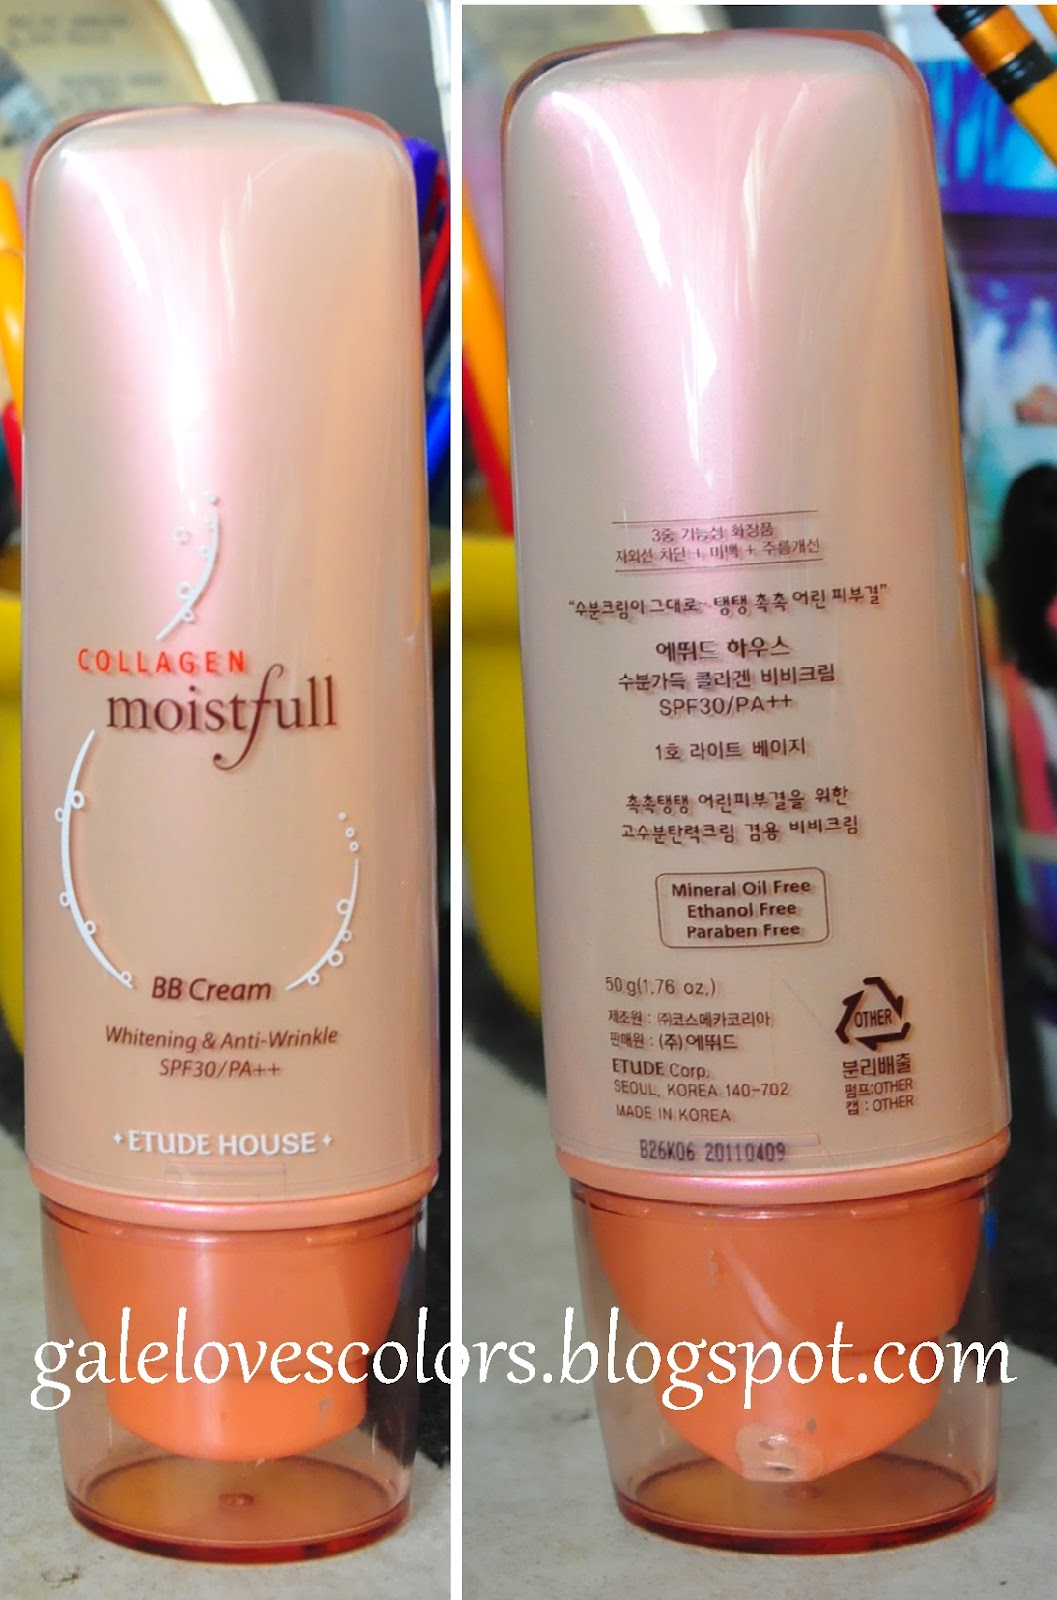 COLLAGEN
moistfull
BB Cream
Whitening & Anti-Wrinkle
SPF30/PA++
ETUDE HOUSE
3중 기능성 화장품
자외선 차단 + 미백 + 주름개선
"수분크림이 그대로~ 탱탱 촉촉 어린 피부결"
에뛰드 하우스
수분가득 콜라겐 비비크림
SPF30/PA++
1호 라이트 베이지
촉촉탱탱 어린피부결을 위한
고수분탄력크림 겸용 비비크림
Mineral Oil Free
Ethanol Free
Paraben Free
50g(1.76 oz.)
제조원 : ㈜코스메카코리아
판매원 : (주)에뛰드
ETUDE Corp.
SEOUL, KOREA 140-702
MADE IN KOREA
OTHER
분리배출
펌프:OTHER
캡 : OTHER
B26K06 20110409
galelovescolors.blogspot.com